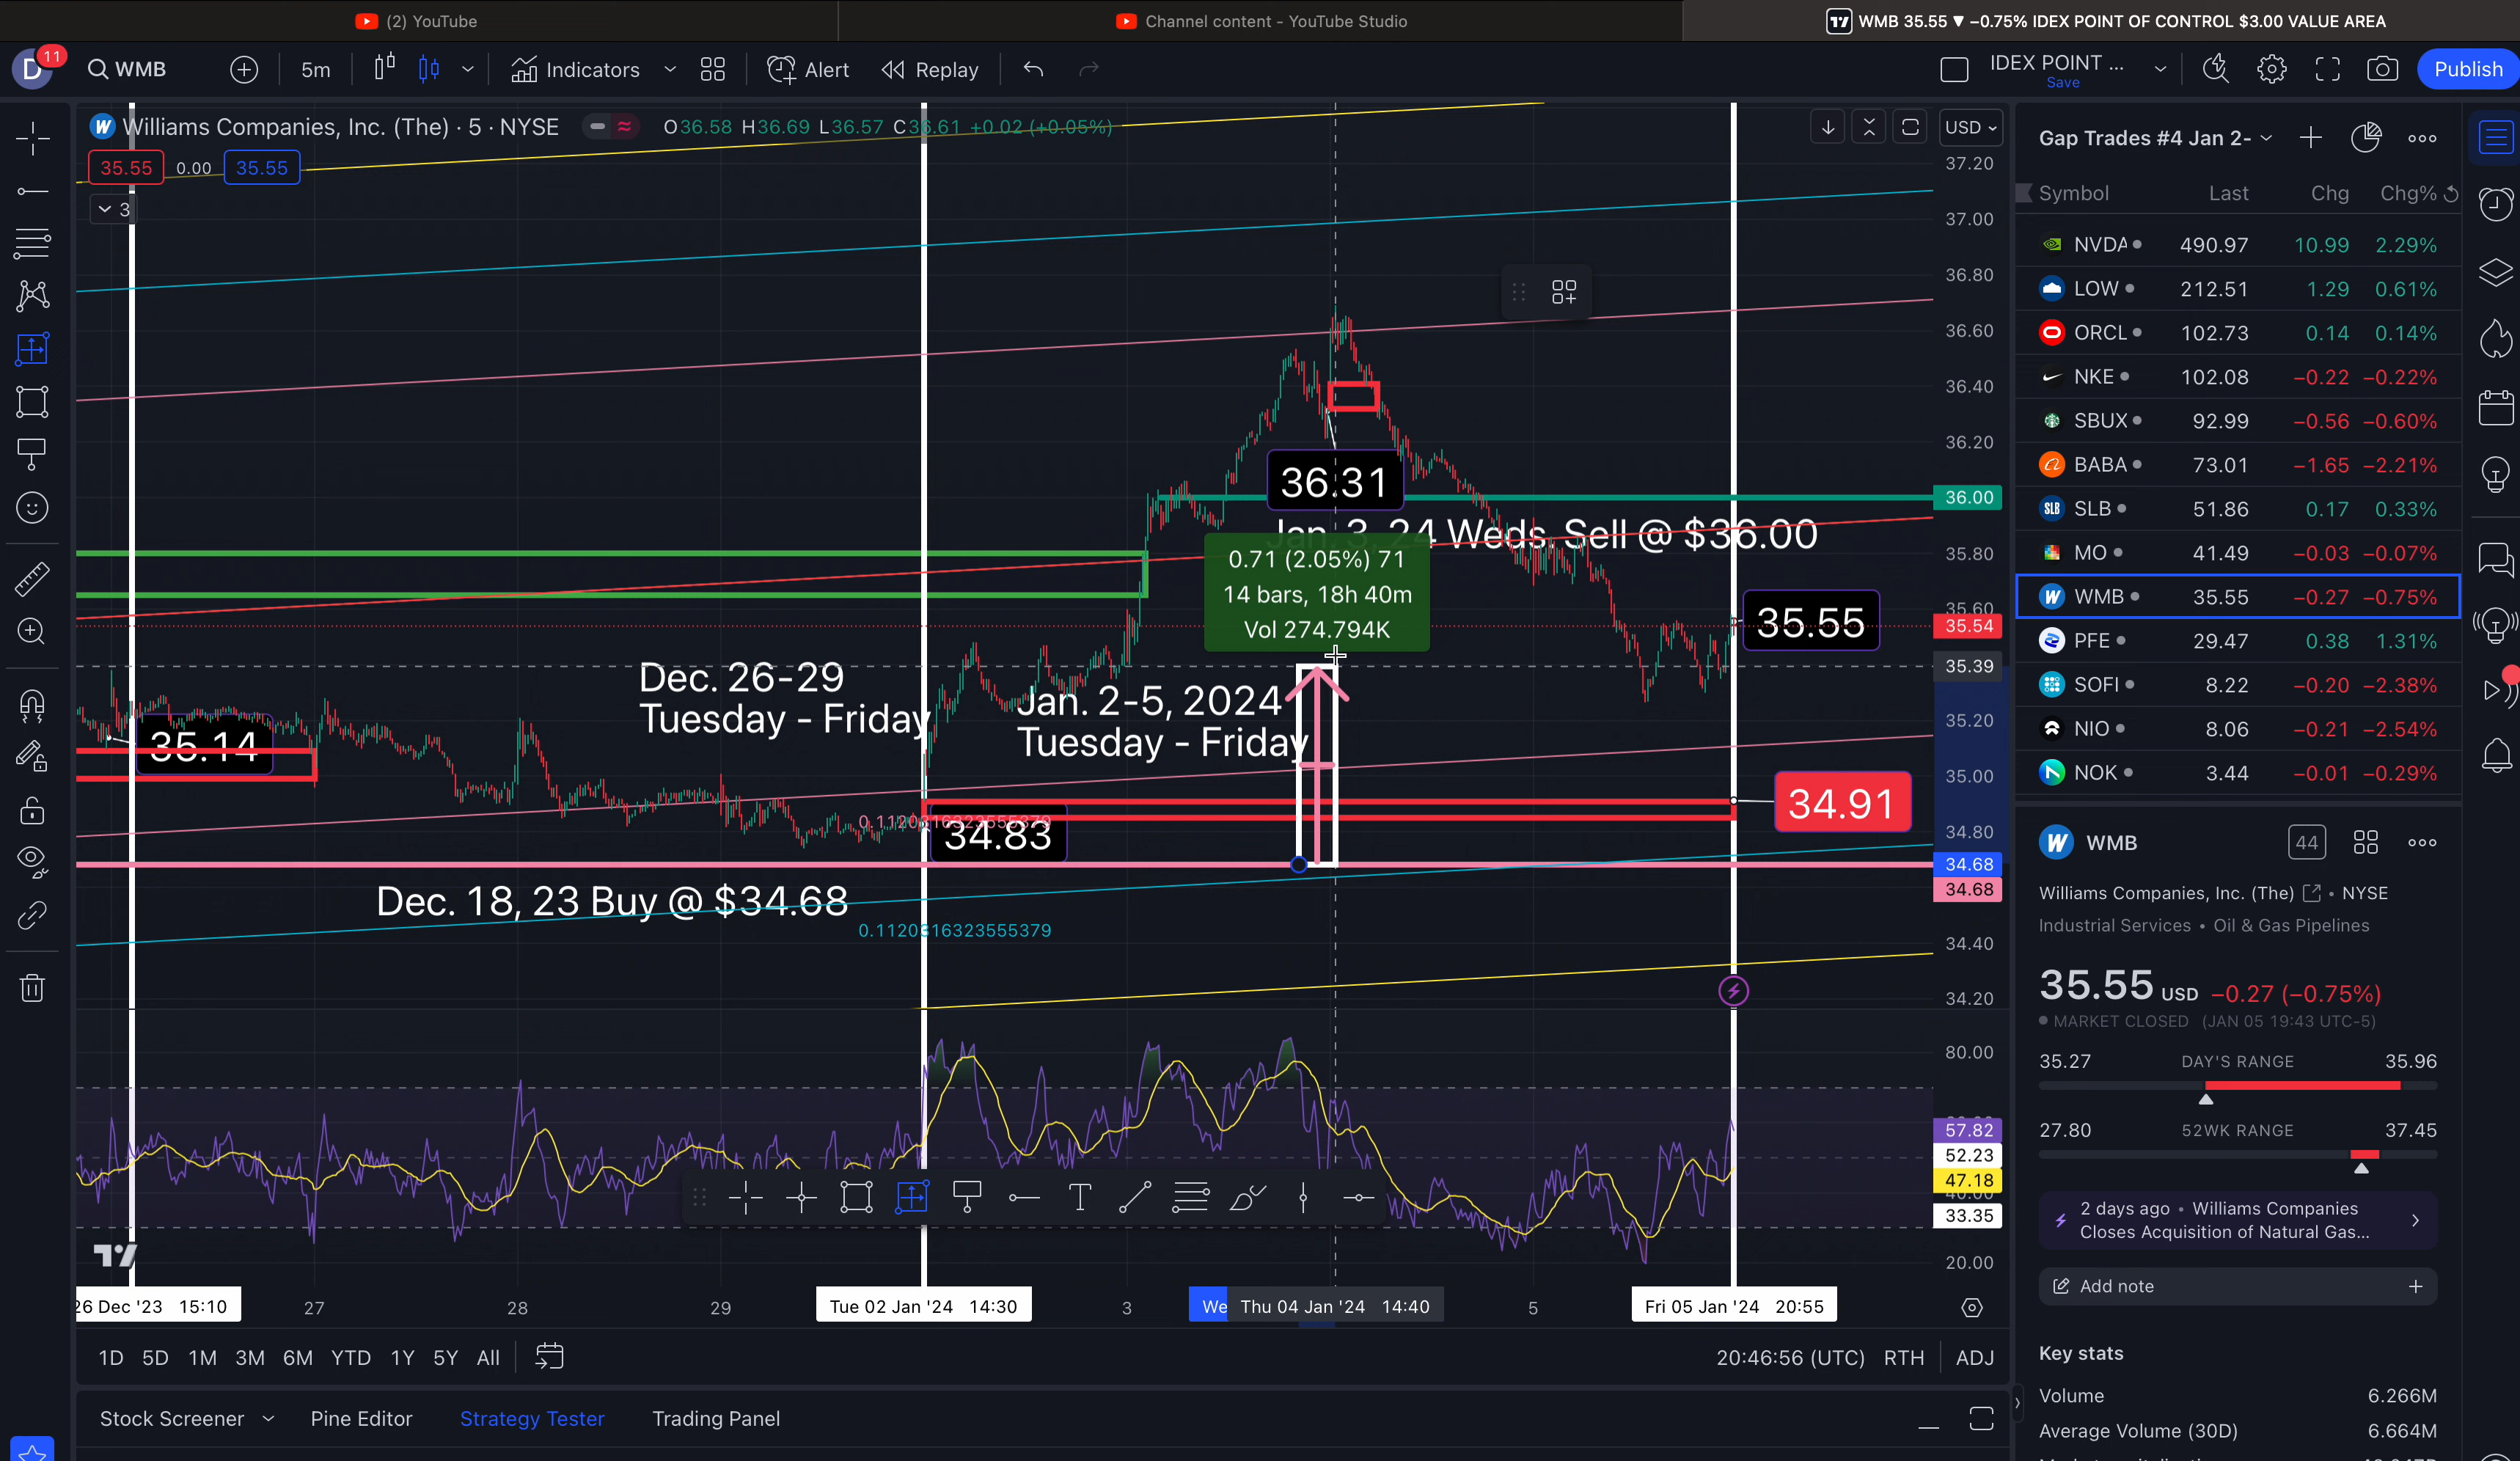 (2) YouTube
Channel content - YouTube Studio
WMB 35.55 ▼ −0.75% IDEX POINT OF CONTROL $3.00 VALUE AREA
D 11
WMB
5m
Indicators
Alert
Replay
IDEX POINT ...
Save
Publish
Williams Companies, Inc. (The) · 5 · NYSE
O36.58 H36.69 L36.57 C36.61 +0.02 (+0.05%)
35.55 0.00 35.55
3
USD
37.20
37.00
36.80
36.60
36.40
36.20
36.00
35.80
35.60
35.54
35.39
35.20
35.00
34.80
34.68
34.68
34.40
34.20
80.00
57.82
52.23
47.18
33.35
20.00
36.31
Jan. 3, 24 Weds. Sell @ $36.00
0.71 (2.05%) 71
14 bars, 18h 40m
Vol 274.794K
35.55
Dec. 26-29
Tuesday - Friday
Jan. 2-5, 2024
Tuesday - Friday
35.14
34.91
0.1120316323555379
34.83
Dec. 18, 23 Buy @ $34.68
0.1120316323555379
26 Dec '23 15:10
27
28
29
Tue 02 Jan '24 14:30
3
We
Thu 04 Jan '24 14:40
5
Fri 05 Jan '24 20:55
1D 5D 1M 3M 6M YTD 1Y 5Y All
20:46:56 (UTC) RTH ADJ
Stock Screener
Pine Editor
Strategy Tester
Trading Panel
Gap Trades #4 Jan 2-
Symbol Last Chg Chg%
NVDA 490.97 10.99 2.29%
LOW 212.51 1.29 0.61%
ORCL 102.73 0.14 0.14%
NKE 102.08 −0.22 −0.22%
SBUX 92.99 −0.56 −0.60%
BABA 73.01 −1.65 −2.21%
SLB SLB 51.86 0.17 0.33%
MO 41.49 −0.03 −0.07%
W WMB 35.55 −0.27 −0.75%
PFE 29.47 0.38 1.31%
SOFI 8.22 −0.20 −2.38%
NIO 8.06 −0.21 −2.54%
NOK 3.44 −0.01 −0.29%
W WMB
44
Williams Companies, Inc. (The) • NYSE
Industrial Services • Oil & Gas Pipelines
35.55 USD −0.27 (−0.75%)
MARKET CLOSED (JAN 05 19:43 UTC-5)
35.27 DAY'S RANGE 35.96
27.80 52WK RANGE 37.45
2 days ago • Williams Companies
Closes Acquisition of Natural Gas...
Add note
Key stats
Volume 6.266M
Average Volume (30D) 6.664M